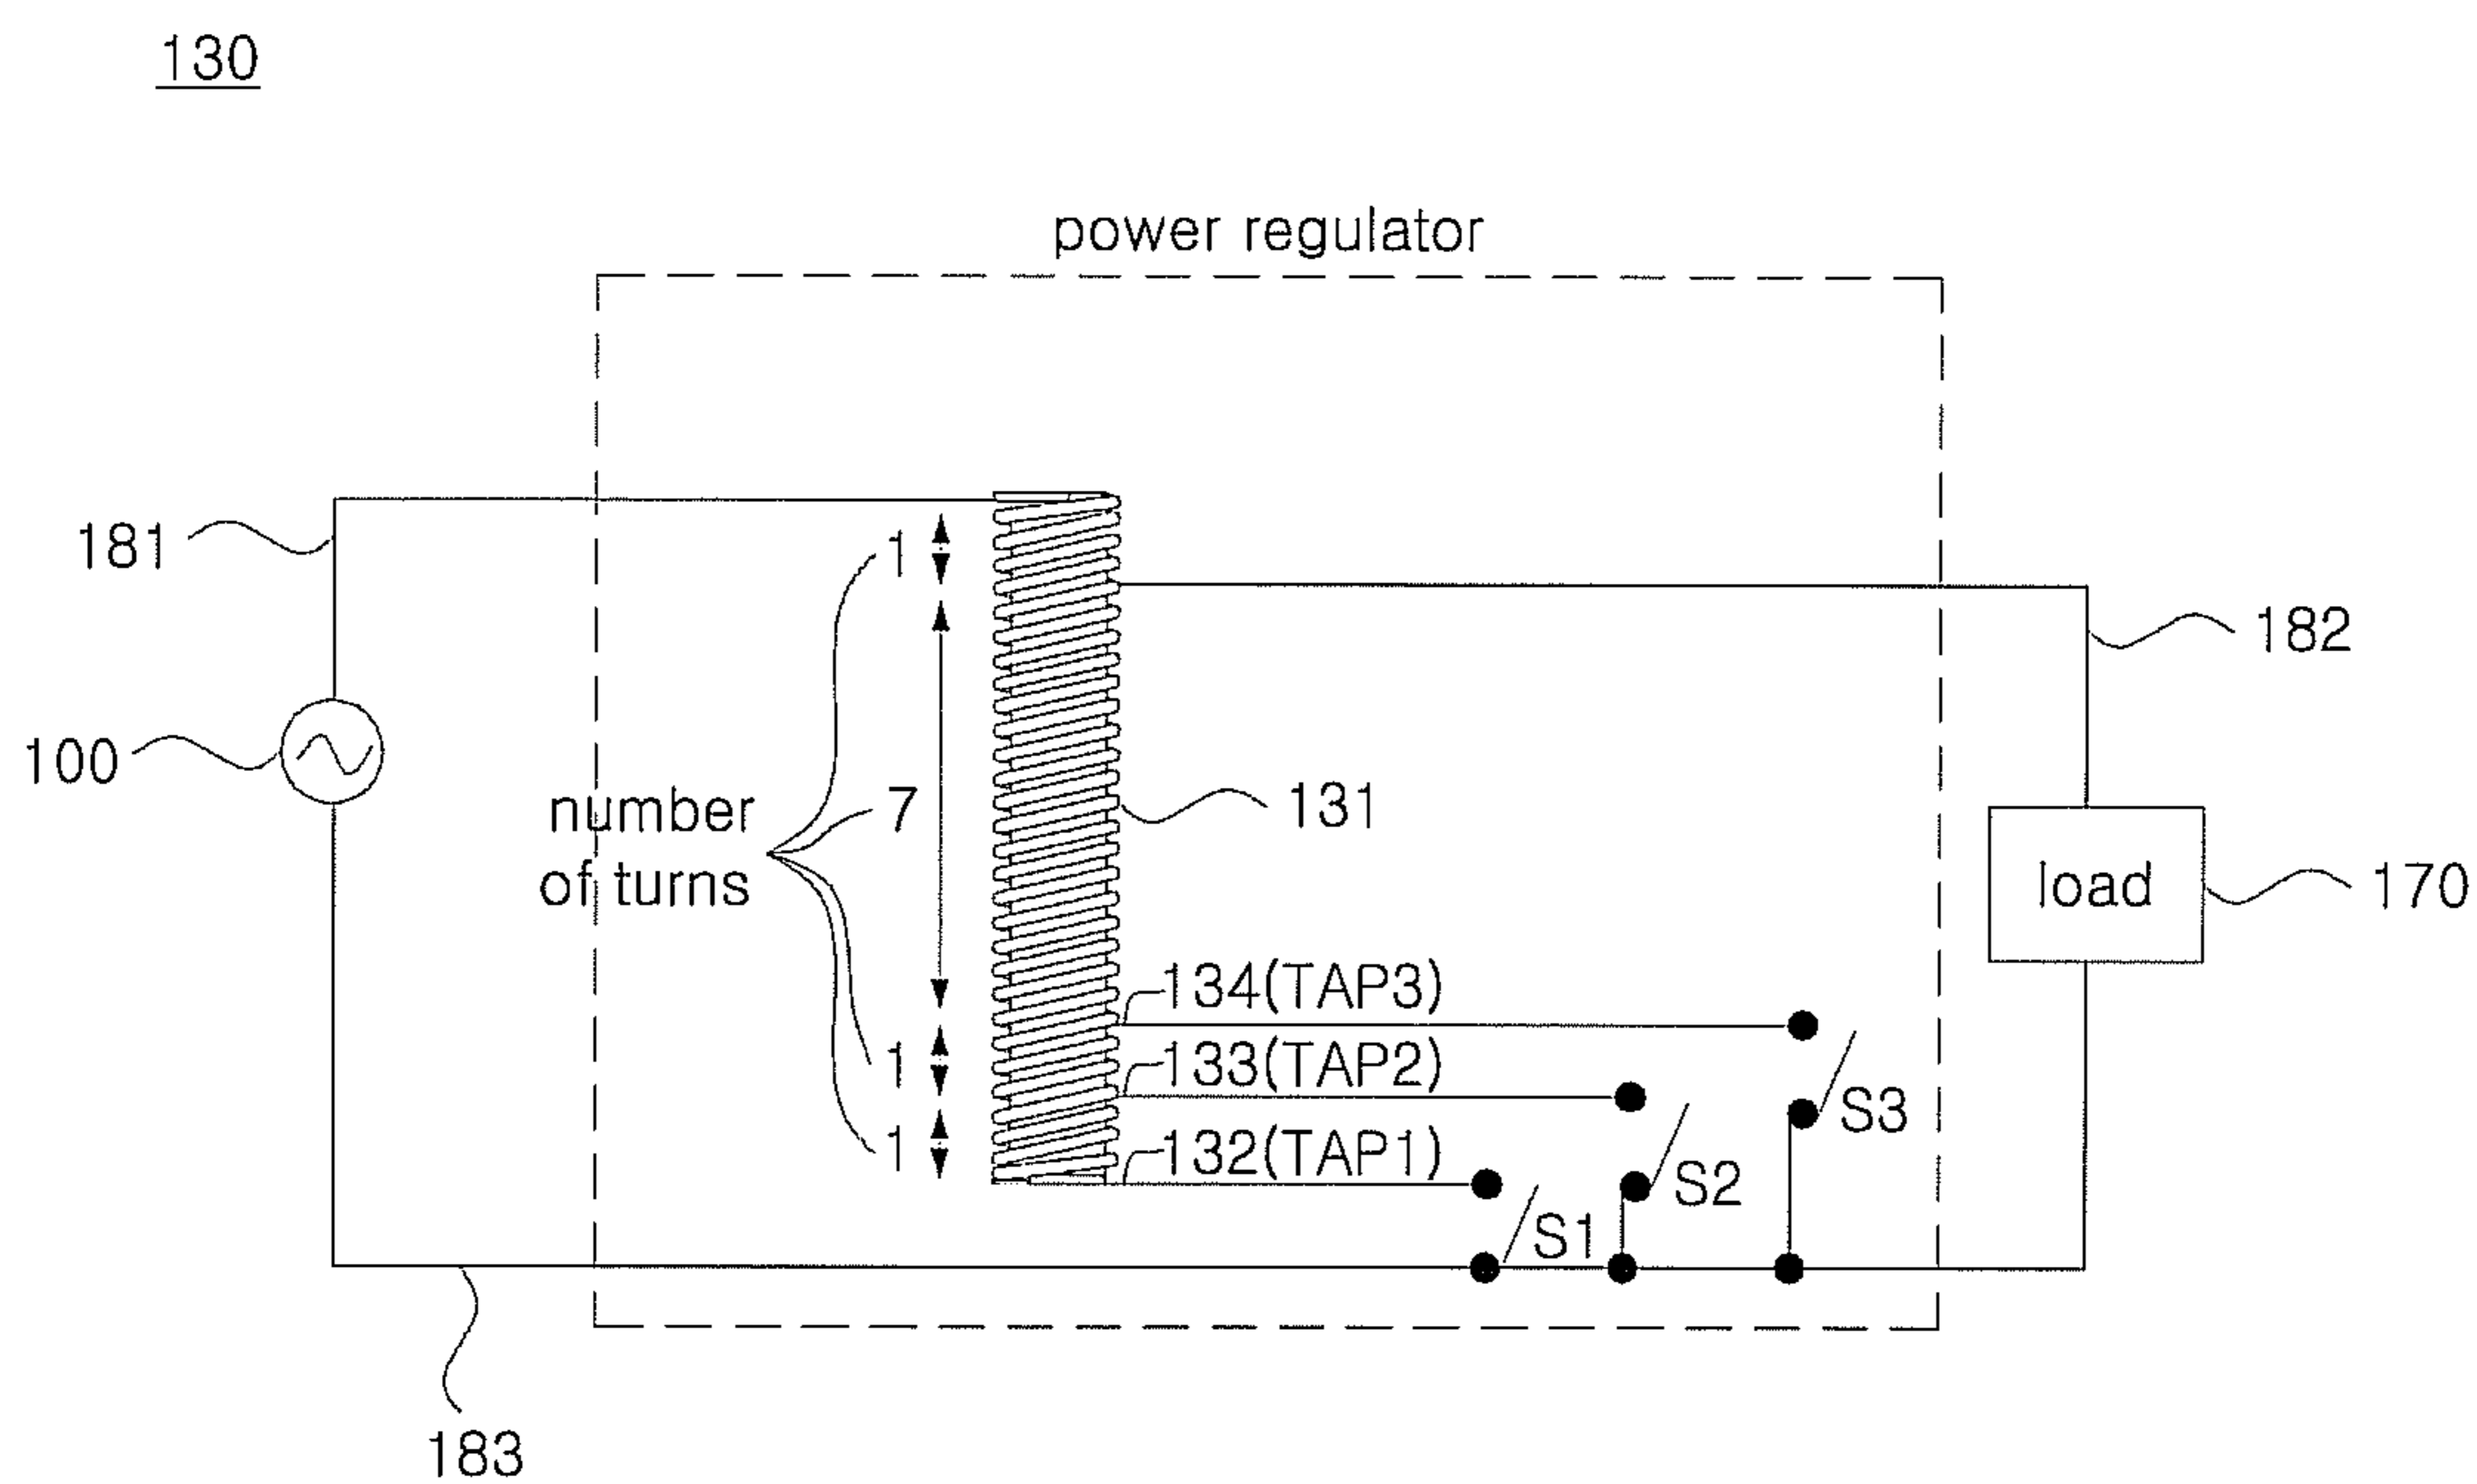 130
power regulator
181
1
182
100
number
of turns
7
131
load
170
134(TAP3)
1
133(TAP2)
S3
1
132(TAP1)
S2
S1
183